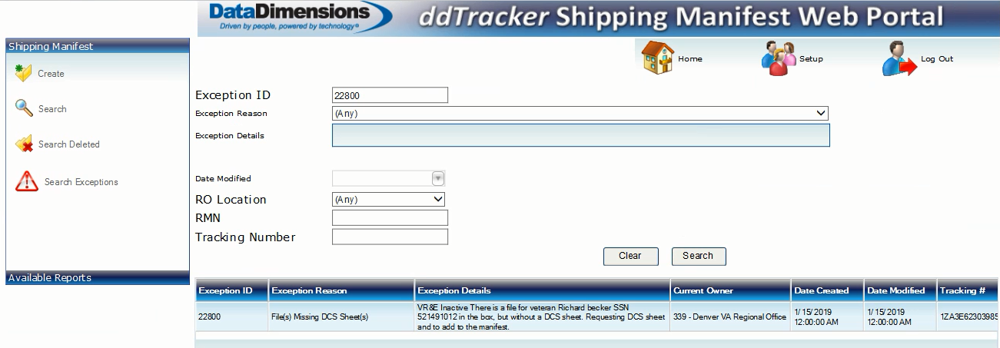 DataDimensions
Driven by people, powered by technology®
ddTracker Shipping Manifest Web Portal
Shipping Manifest
Create
Search
Search Deleted
Search Exceptions
Available Reports
Home
Setup
Log Out
Exception ID
22800
Exception Reason
(Any)
Exception Details
Date Modified
RO Location
(Any)
RMN
Tracking Number
Clear
Search
Exception ID Exception Reason Exception Details Current Owner Date Created Date Modified Tracking #
22800
File(s) Missing DCS Sheet(s)
VR&E Inactive There is a file for veteran Richard becker SSN
521491012 in the box, but without a DCS sheet. Requesting DCS sheet
and to add to the manifest.
339 - Denver VA Regional Office
1/15/2019
12:00:00 AM
1/15/2019
12:00:00 AM
1ZA3E62303985